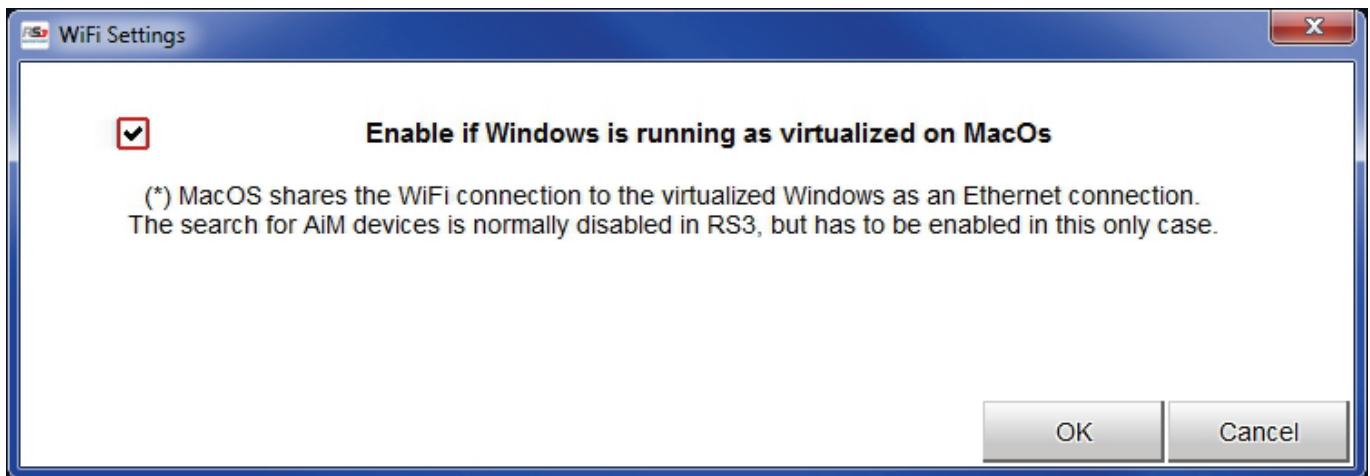 RS3 WiFi Settings
Enable if Windows is running as virtualized on MacOs
(*) MacOS shares the WiFi connection to the virtualized Windows as an Ethernet connection.
The search for AiM devices is normally disabled in RS3, but has to be enabled in this only case.
OK Cancel